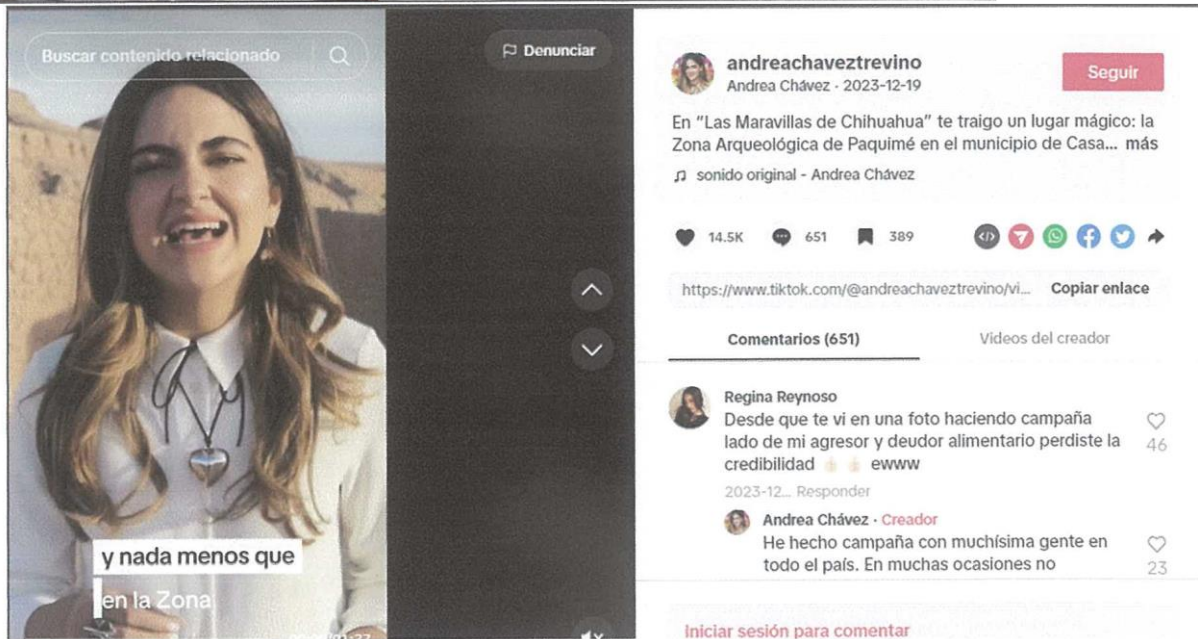 Buscar contenido relacionado
Denunciar
y nada menos que
en la Zona
andreachaveztrevino
Andrea Chávez · 2023-12-19
Seguir
En “Las Maravillas de Chihuahua” te traigo un lugar mágico: la
Zona Arqueológica de Paquimé en el municipio de Casa... más
sonido original - Andrea Chávez
14.5K
651
389
https://www.tiktok.com/@andreachaveztrevino/vi...
Copiar enlace
Comentarios (651)
Videos del creador
Regina Reynoso
Desde que te vi en una foto haciendo campaña
lado de mi agresor y deudor alimentario perdiste la
credibilidad 👍🏻 👍🏻 ewww
46
2023-12... Responder
Andrea Chávez · Creador
He hecho campaña con muchísima gente en
todo el país. En muchas ocasiones no
23
Iniciar sesión para comentar